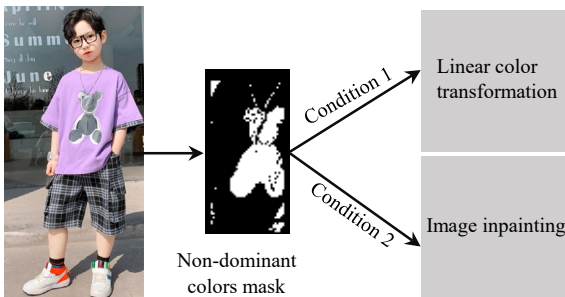 Summ
June
Non-dominant
colors mask
Condition 1
Condition 2
Linear color
transformation
Image inpainting